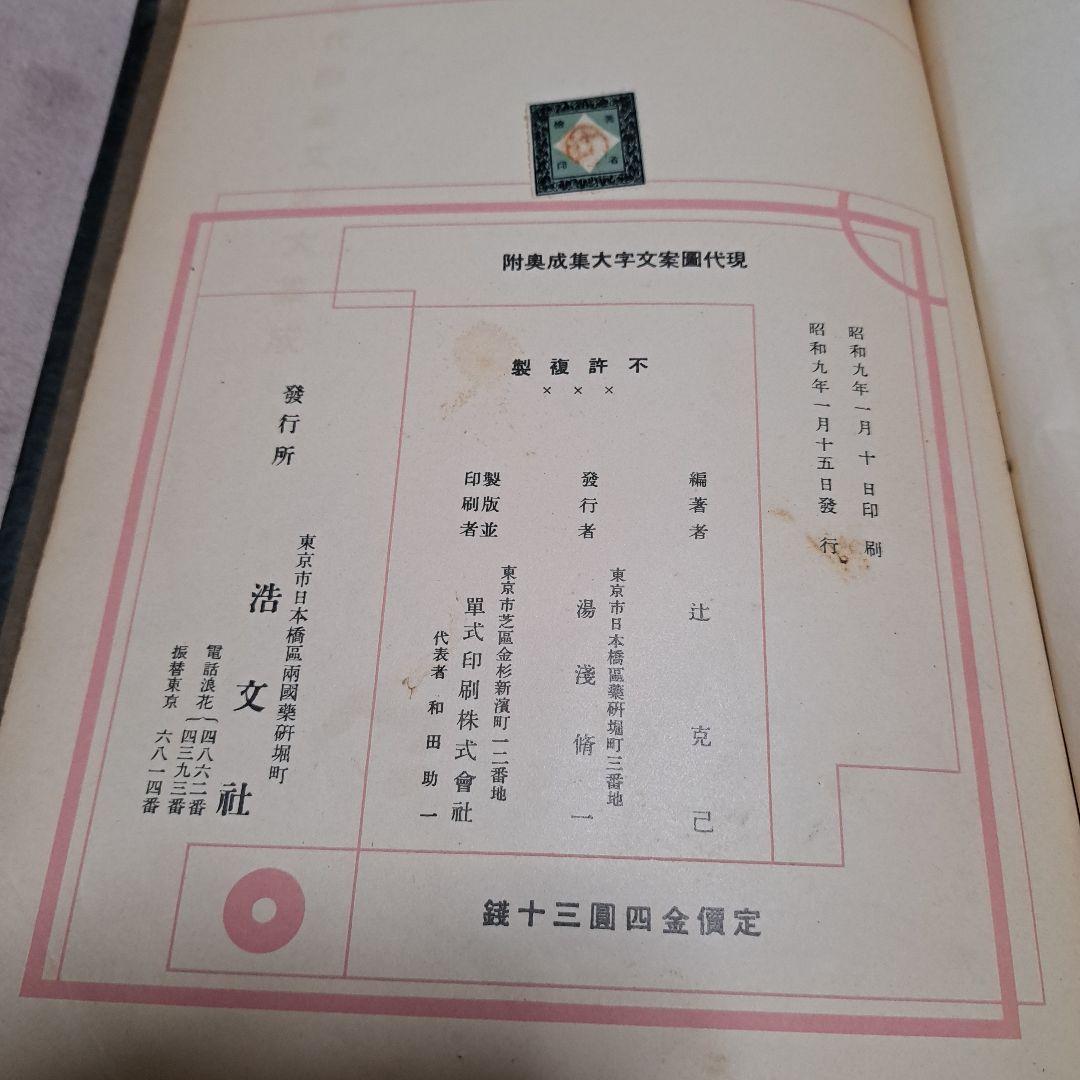 著者
檢印
現代圖案文字大集成奥附
昭和九年一月十日印刷
昭和九年一月十五日發行
不許複製
×××
編著者 辻克己
東京市日本橋區藥硏堀町三番地
發行者 湯淺脩一
東京市芝區金杉新濱町一二番地
製版並印刷者 單式印刷株式會社
代表者 和田助一
東京市日本橋區兩國藥硏堀町
發行所 浩文社
電話浪花{四八六二番
四三九三番
振替東京 六八一四番
定價金四圓三十錢